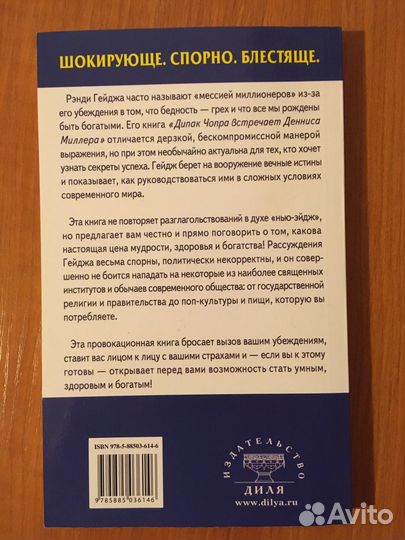 ШОКИРУЮЩЕ. СПОРНО. БЛЕСТЯЩЕ.
Рэнди Гейджа часто называют «мессией миллионеров» из-за
его убеждения в том, что бедность — грех и что все мы рождены
быть богатыми. Его книга «Дипак Чопра встречает Денниса
Миллера» отличается дерзкой, бескомпромиссной манерой
выражения, но при этом необычайно актуальна для тех, кто хочет
узнать секреты успеха. Гейдж берет на вооружение вечные истины
и показывает, как руководствоваться ими в сложных условиях
современного мира.
Эта книга не повторяет разглагольствований в духе «нью-эйдж»,
но предлагает вам честно и прямо поговорить о том, какова
настоящая цена мудрости, здоровья и богатства! Рассуждения
Гейджа весьма спорны, политически некорректны, и он совер-
шенно не боится нападать на некоторые из наиболее священных
институтов и обычаев современного общества: от государственной
религии и правительства до поп-культуры и пищи, которую вы
потребляете.
Эта провокационная книга бросает вызов вашим убеждениям,
ставит вас лицом к лицу с вашими страхами и — если вы к этому
готовы — открывает перед вами возможность стать умным,
здоровым и богатым!
ISBN 978-5-88503-614-6
9 785885 036146
ИЗДАТЕЛЬСТВО
ДИЛЯ
www.dilya.ru
Avito